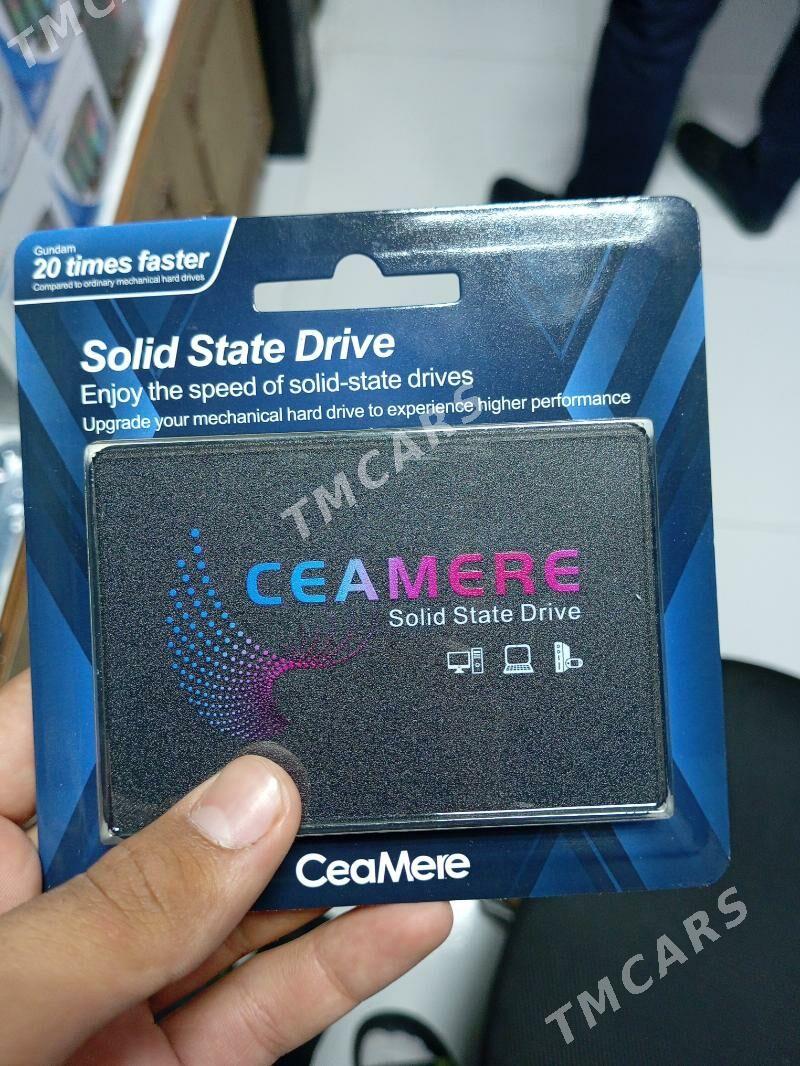 TMCARS
Gundam
20 times faster
Compared to ordinary mechanical hard drives
Solid State Drive
Enjoy the speed of solid-state drives
Upgrade your mechanical hard drive to experience higher performance
TMCARS
CEAMERE
Solid State Drive
CeaMere
TMCARS